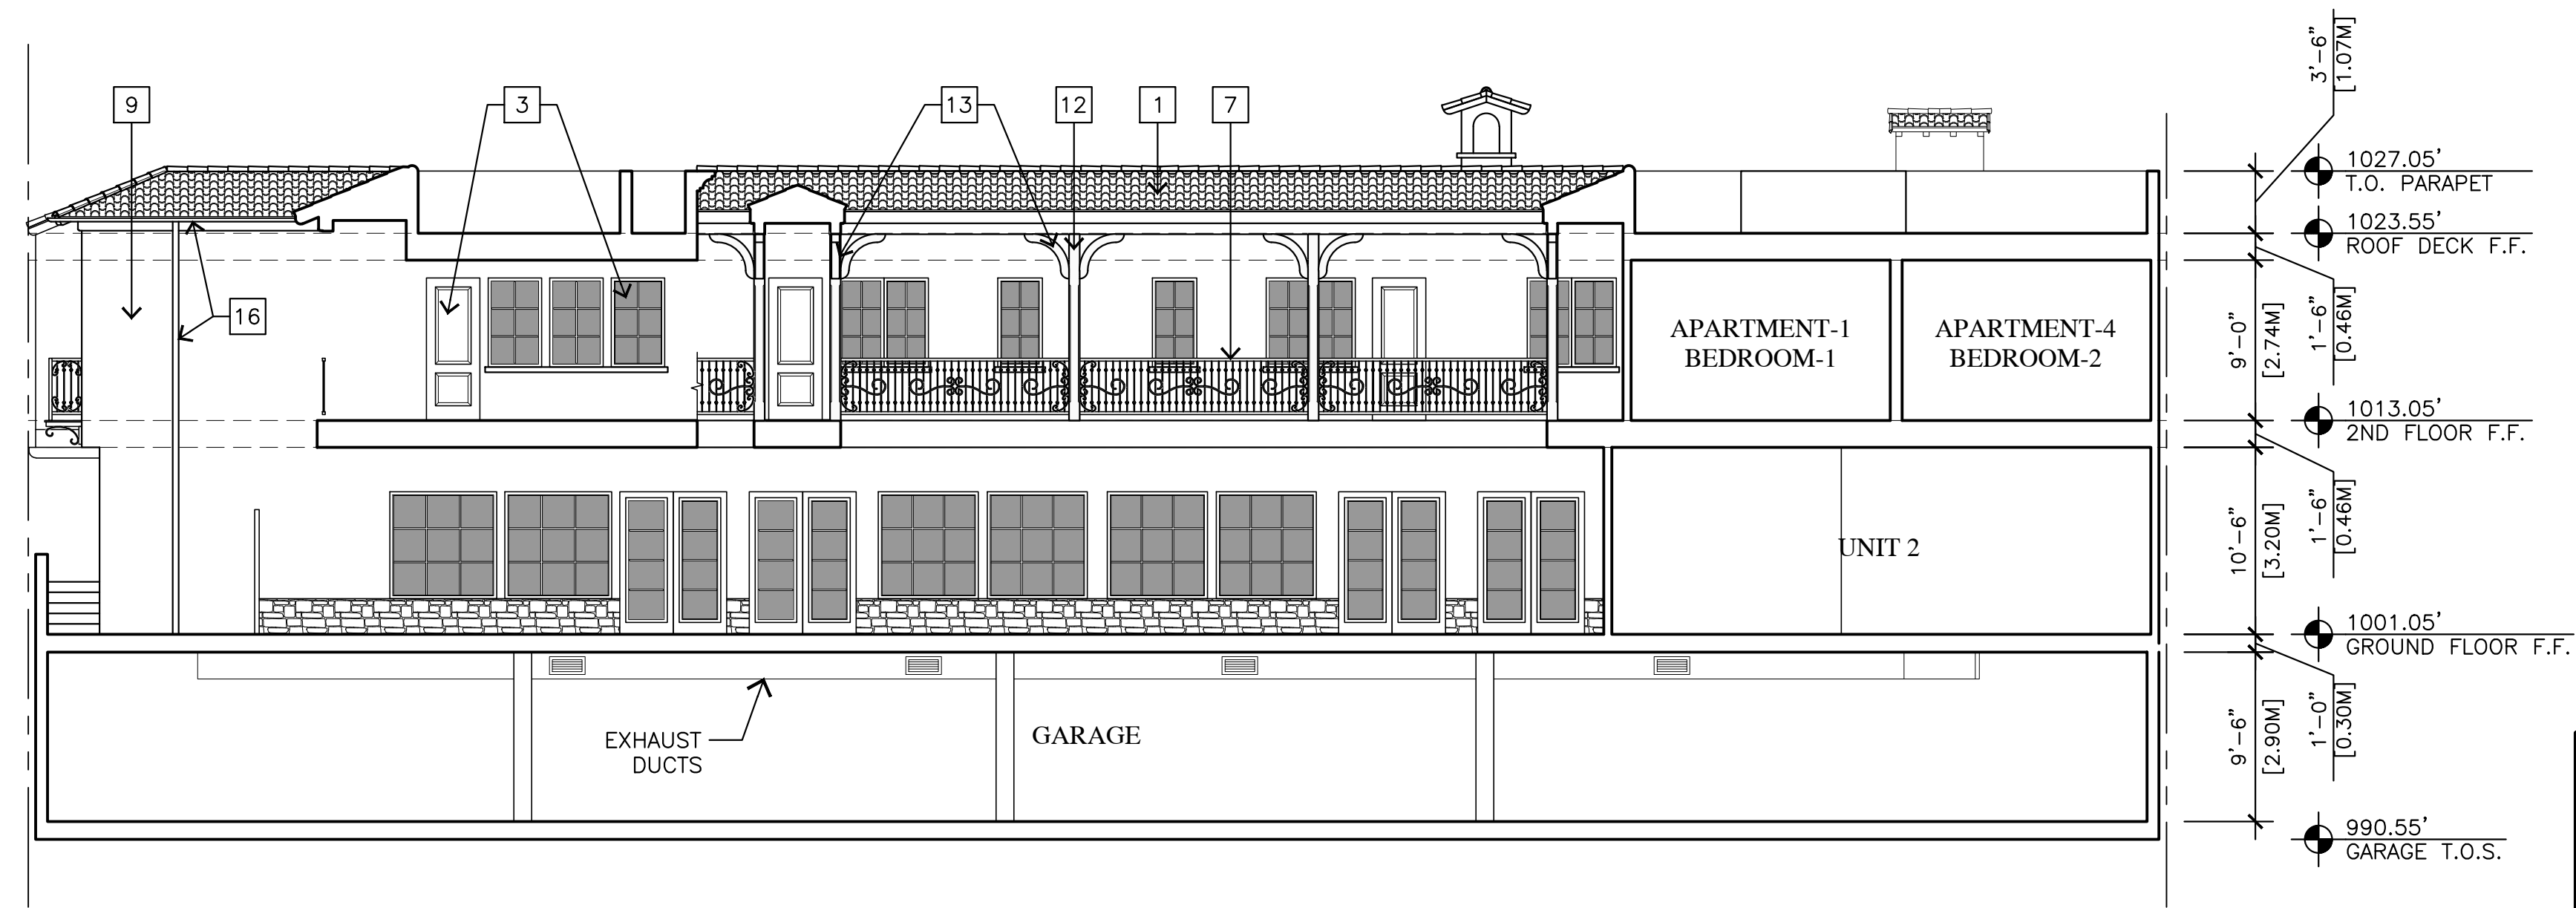 3'-6"
[1.07M]
9
3
13
12
1
7
1027.05'
T.O. PARAPET
1023.55'
ROOF DECK F.F.
16
APARTMENT-1
BEDROOM-1
APARTMENT-4
BEDROOM-2
9'-0"
[2.74M]
1'-6"
[0.46M]
1013.05'
2ND FLOOR F.F.
UNIT 2
10'-6"
[3.20M]
1'-6"
[0.46M]
1001.05'
GROUND FLOOR F.F.
EXHAUST
DUCTS
GARAGE
9'-6"
[2.90M]
1'-0"
[0.30M]
990.55'
GARAGE T.O.S.